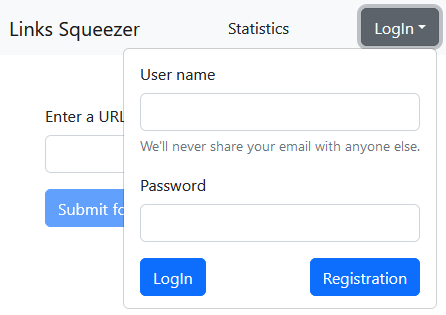 Links Squeezer
Statistics
LogIn
User name
Enter a URL
We'll never share your email with anyone else.
Password
Submit
LogIn
Registration